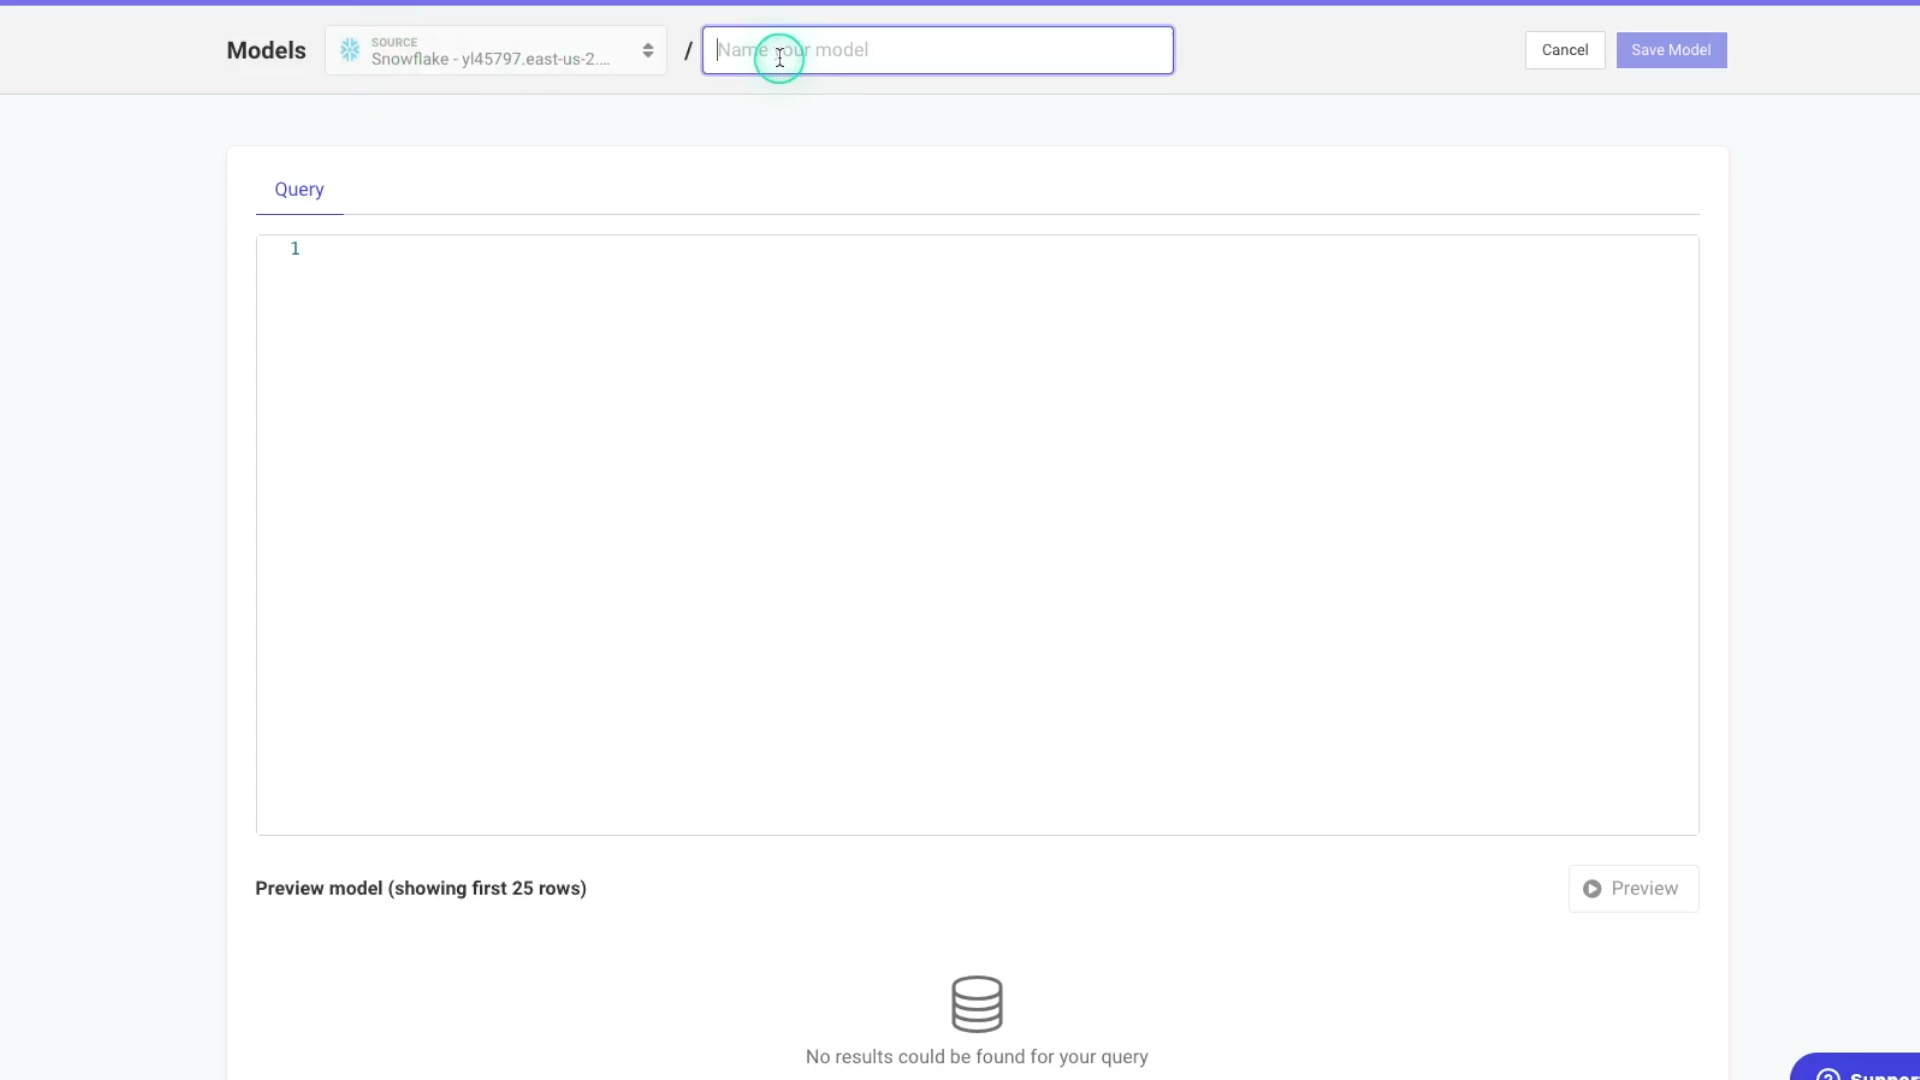 Models
SOURCE
Snowflake - yl45797.east-us-2....
/
Name your model
Cancel
Save Model
Query
1
Preview model (showing first 25 rows)
Preview
No results could be found for your query